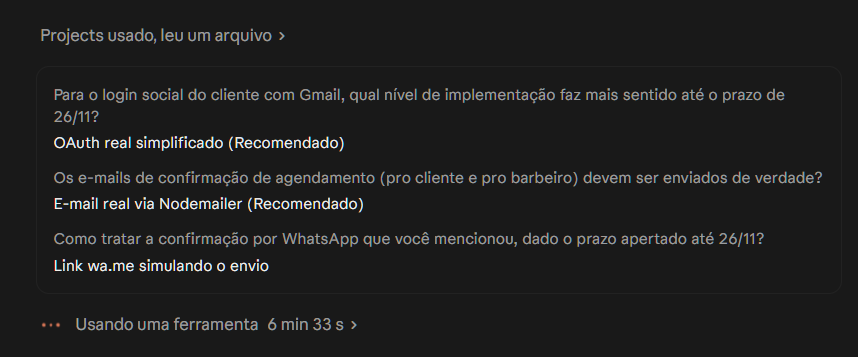 Projects usado, leu um arquivo >
Para o login social do cliente com Gmail, qual nível de implementação faz mais sentido até o prazo de
26/11?
OAuth real simplificado (Recomendado)
Os e-mails de confirmação de agendamento (pro cliente e pro barbeiro) devem ser enviados de verdade?
E-mail real via Nodemailer (Recomendado)
Como tratar a confirmação por WhatsApp que você mencionou, dado o prazo apertado até 26/11?
Link wa.me simulando o envio
Usando uma ferramenta 6 min 33 s >